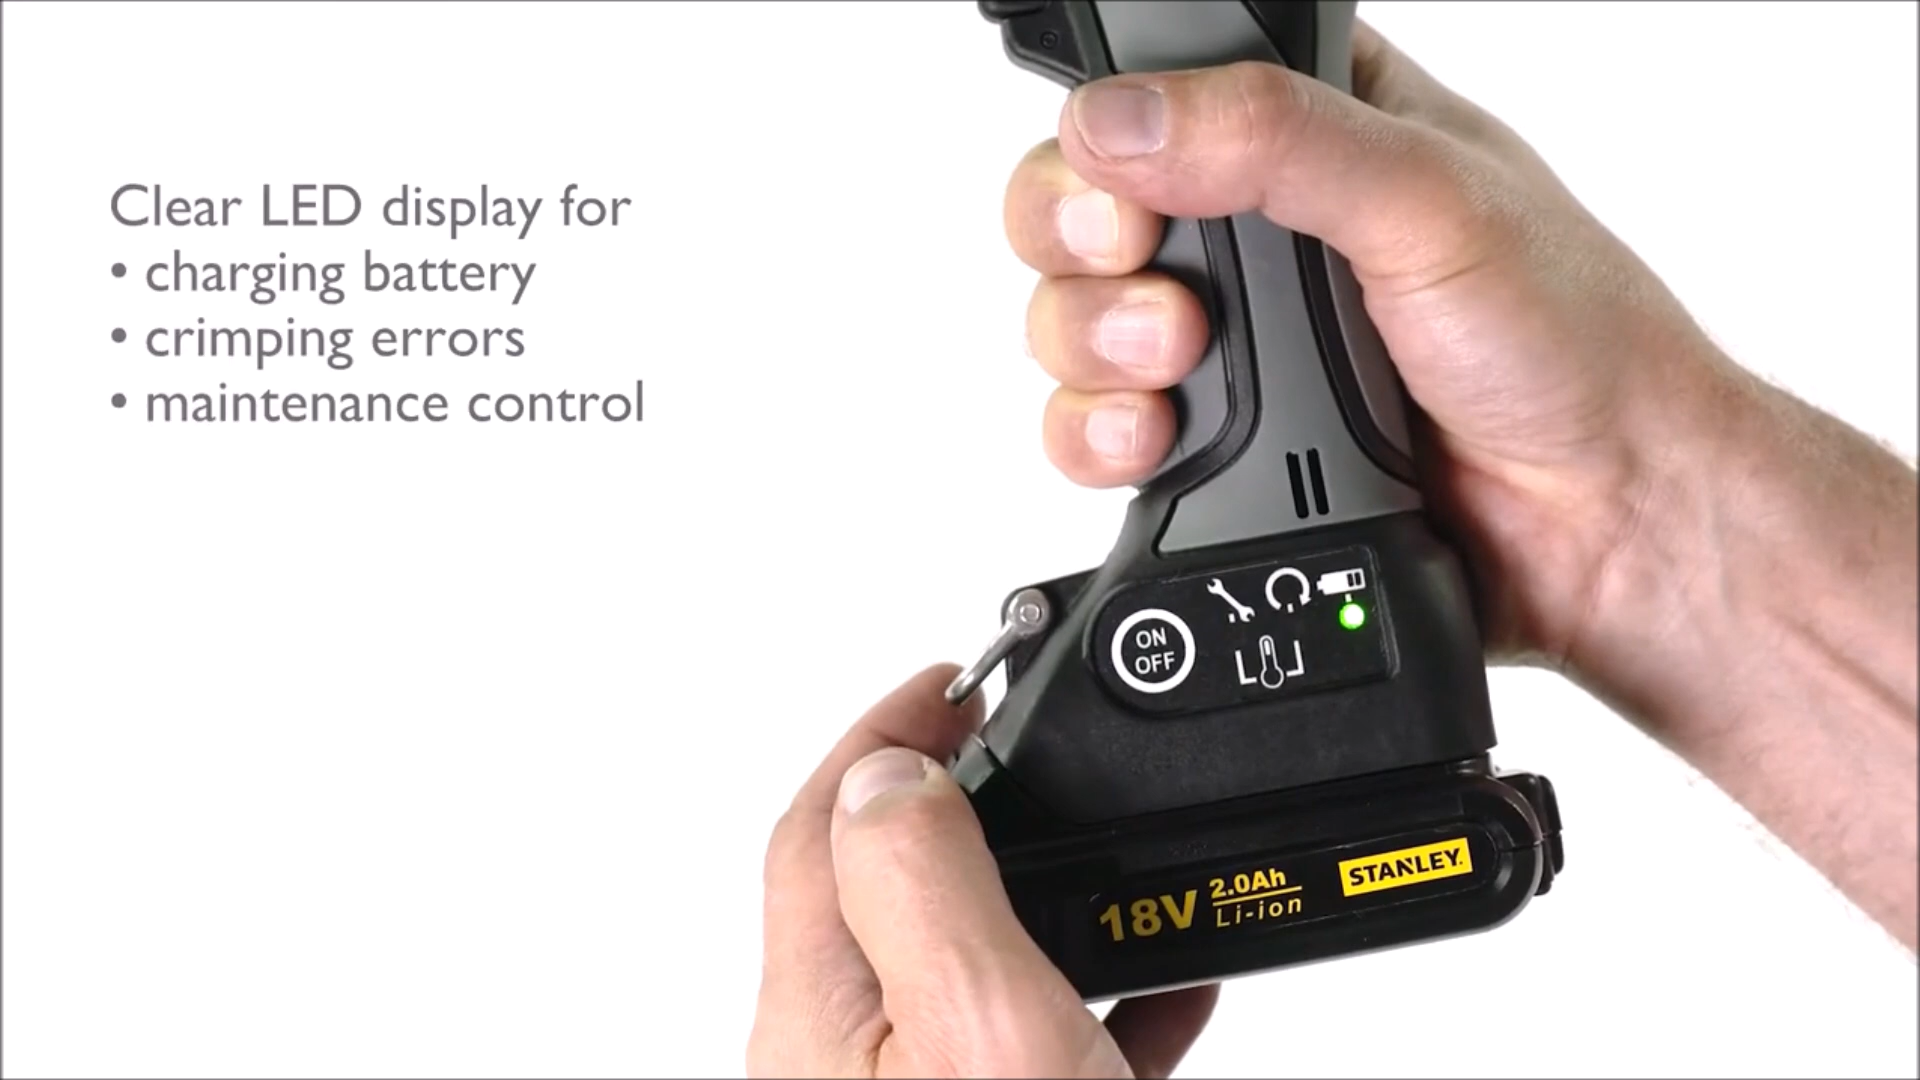 Clear LED display for
• charging battery
• crimping errors
• maintenance control
ON
OFF
18V
2.0Ah
Li-ion
STANLEY.